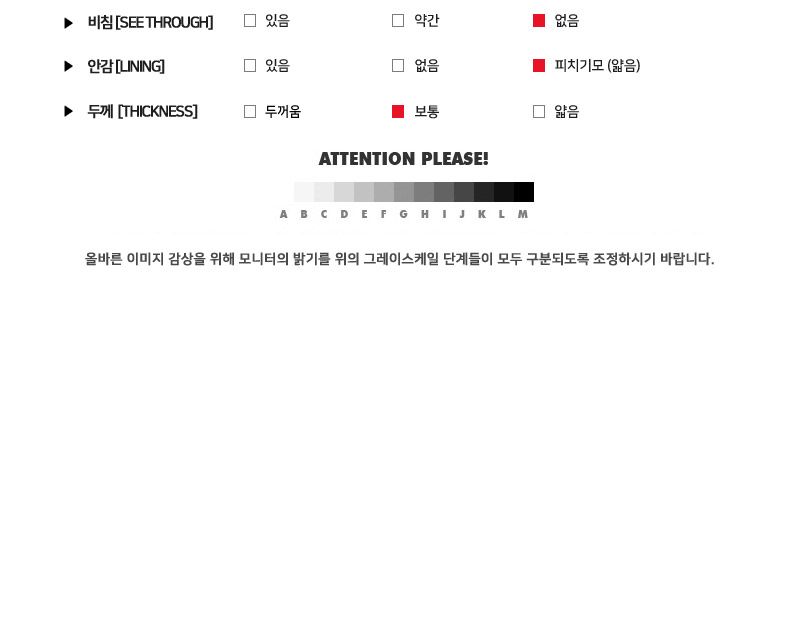 ▶ 비침 [SEE THROUGH] □ 있음 □ 약간 ■ 없음
▶ 안감 [LINING] □ 있음 □ 없음 ■ 피치기모 (얇음)
▶ 두께 [THICKNESS] □ 두꺼움 ■ 보통 □ 얇음
ATTENTION PLEASE!
A B C D E F G H I J K L M
올바른 이미지 감상을 위해 모니터의 밝기를 위의 그레이스케일 단계들이 모두 구분되도록 조정하시기 바랍니다.